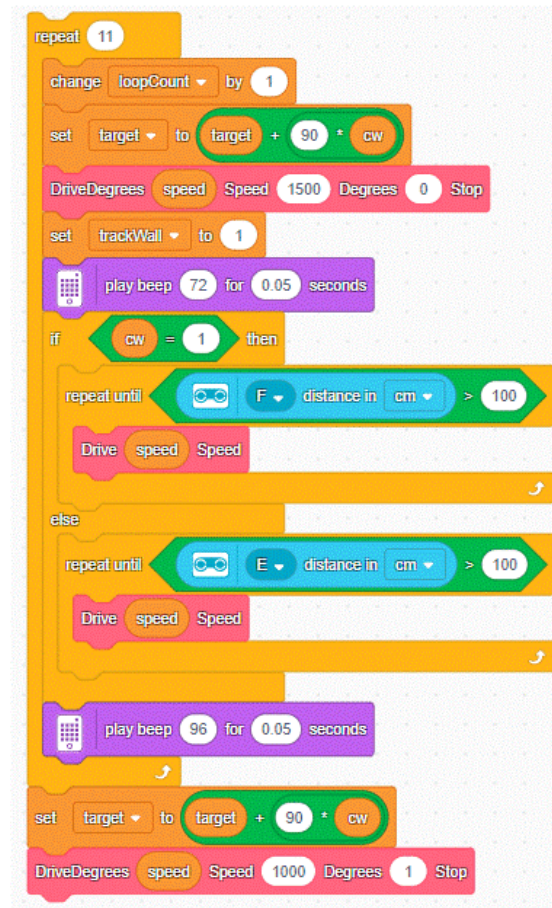 repeat 11
change loopCount by 1
set target to target + 90 * cw
DriveDegrees speed Speed 1500 Degrees 0 Stop
set trackWall to 1
play beep 72 for 0.05 seconds
if cw = 1 then
repeat until F distance in cm > 100
Drive speed Speed
else
repeat until E distance in cm > 100
Drive speed Speed
play beep 96 for 0.05 seconds
set target to target + 90 * cw
DriveDegrees speed Speed 1000 Degrees 1 Stop